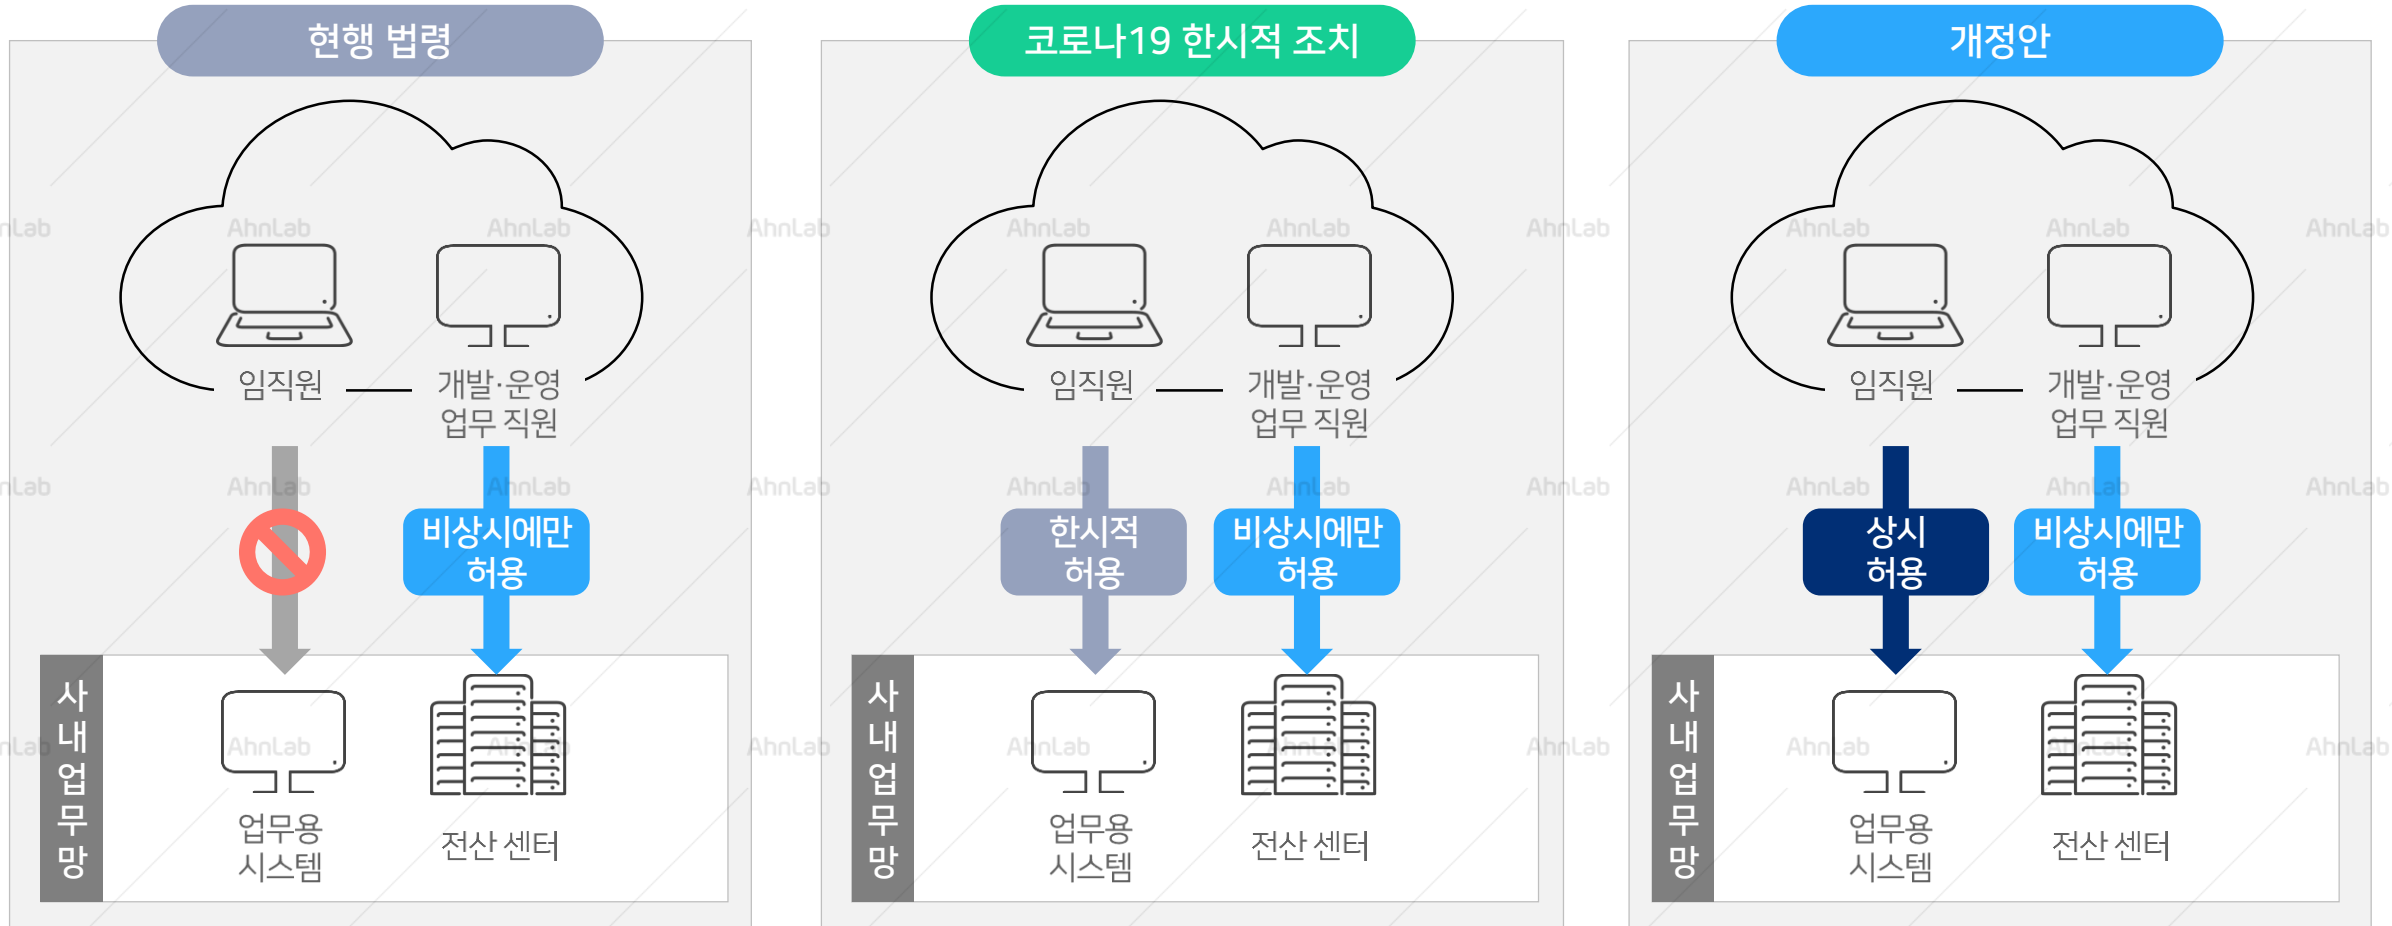 현행 법령
임직원
개발·운영
업무 직원
비상시에만
허용
사내업무망
업무용
시스템
전산 센터
코로나19 한시적 조치
임직원
개발·운영
업무 직원
한시적
허용
비상시에만
허용
사내업무망
업무용
시스템
전산 센터
개정안
임직원
개발·운영
업무 직원
상시
허용
비상시에만
허용
사내업무망
업무용
시스템
전산 센터
AhnLab